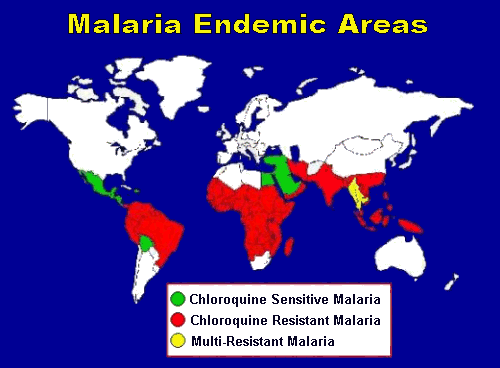 Malaria Endemic Areas
Chloroquine Sensitive Malaria
Chloroquine Resistant Malaria
Multi-Resistant Malaria